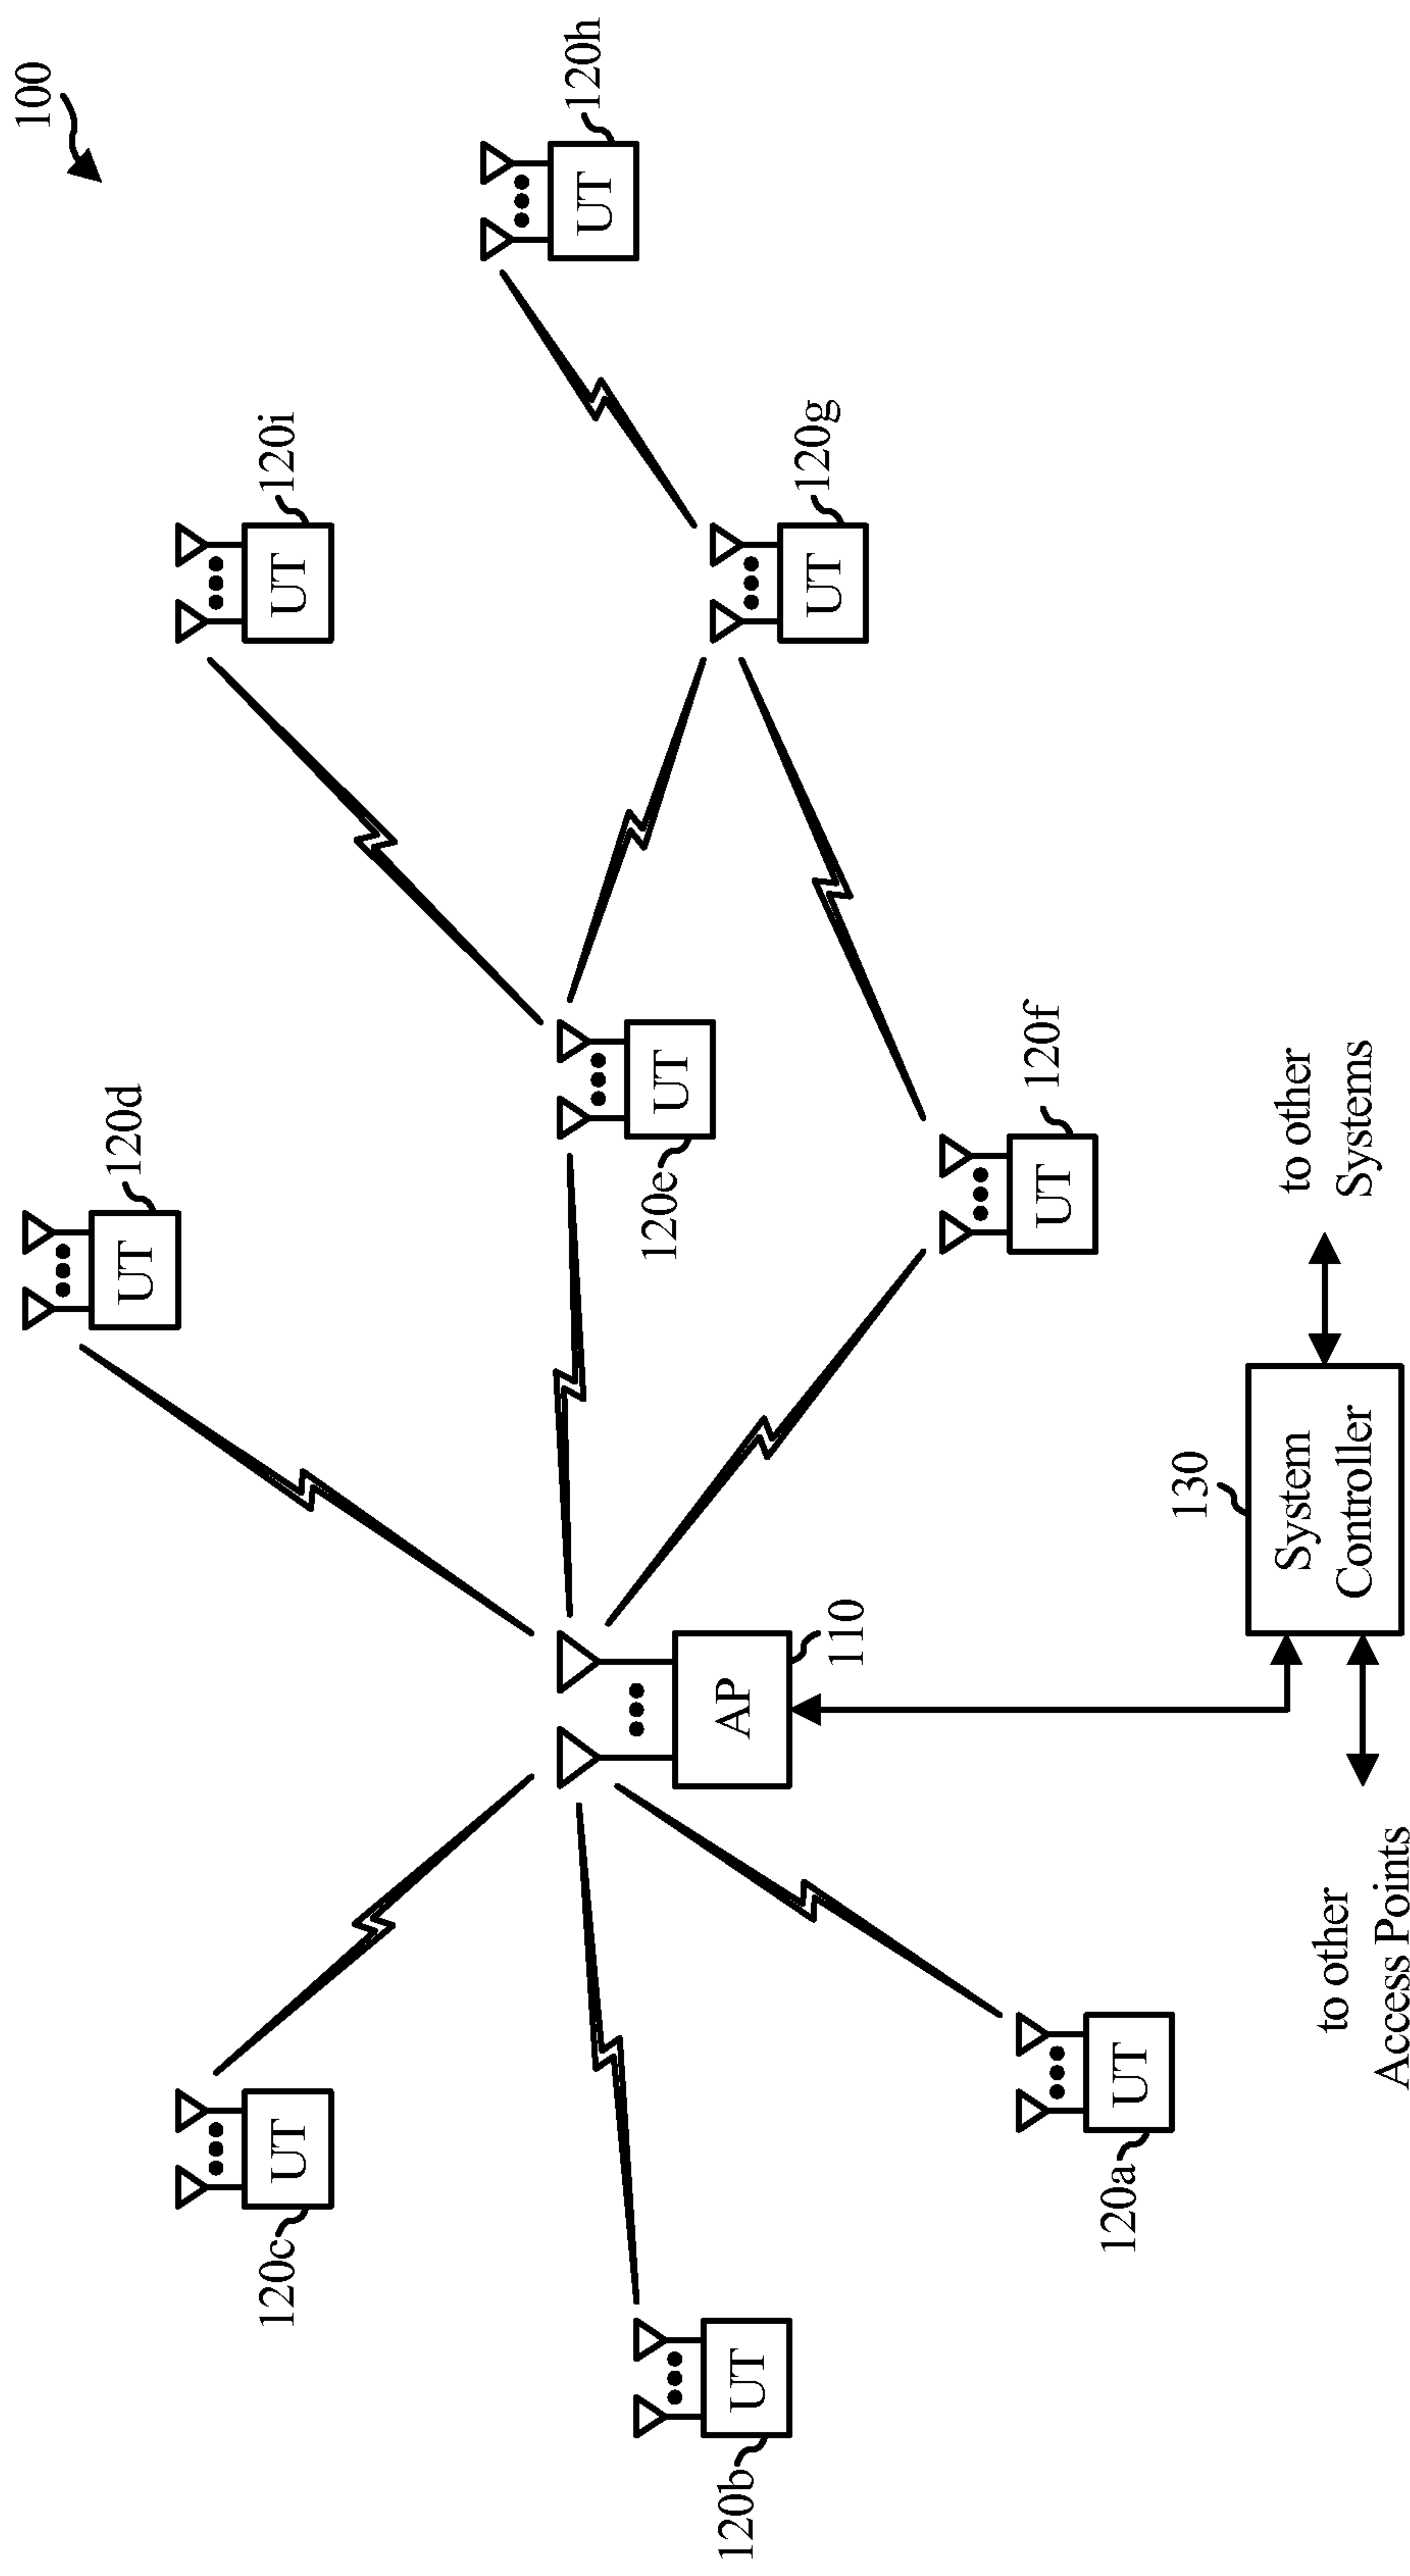 100
120d
UT
120i
UT
120h
UT
120c
UT
120e
UT
120g
UT
120b
UT
AP
110
120f
UT
120a
UT
130
System
Controller
to other
Systems
to other
Access Points